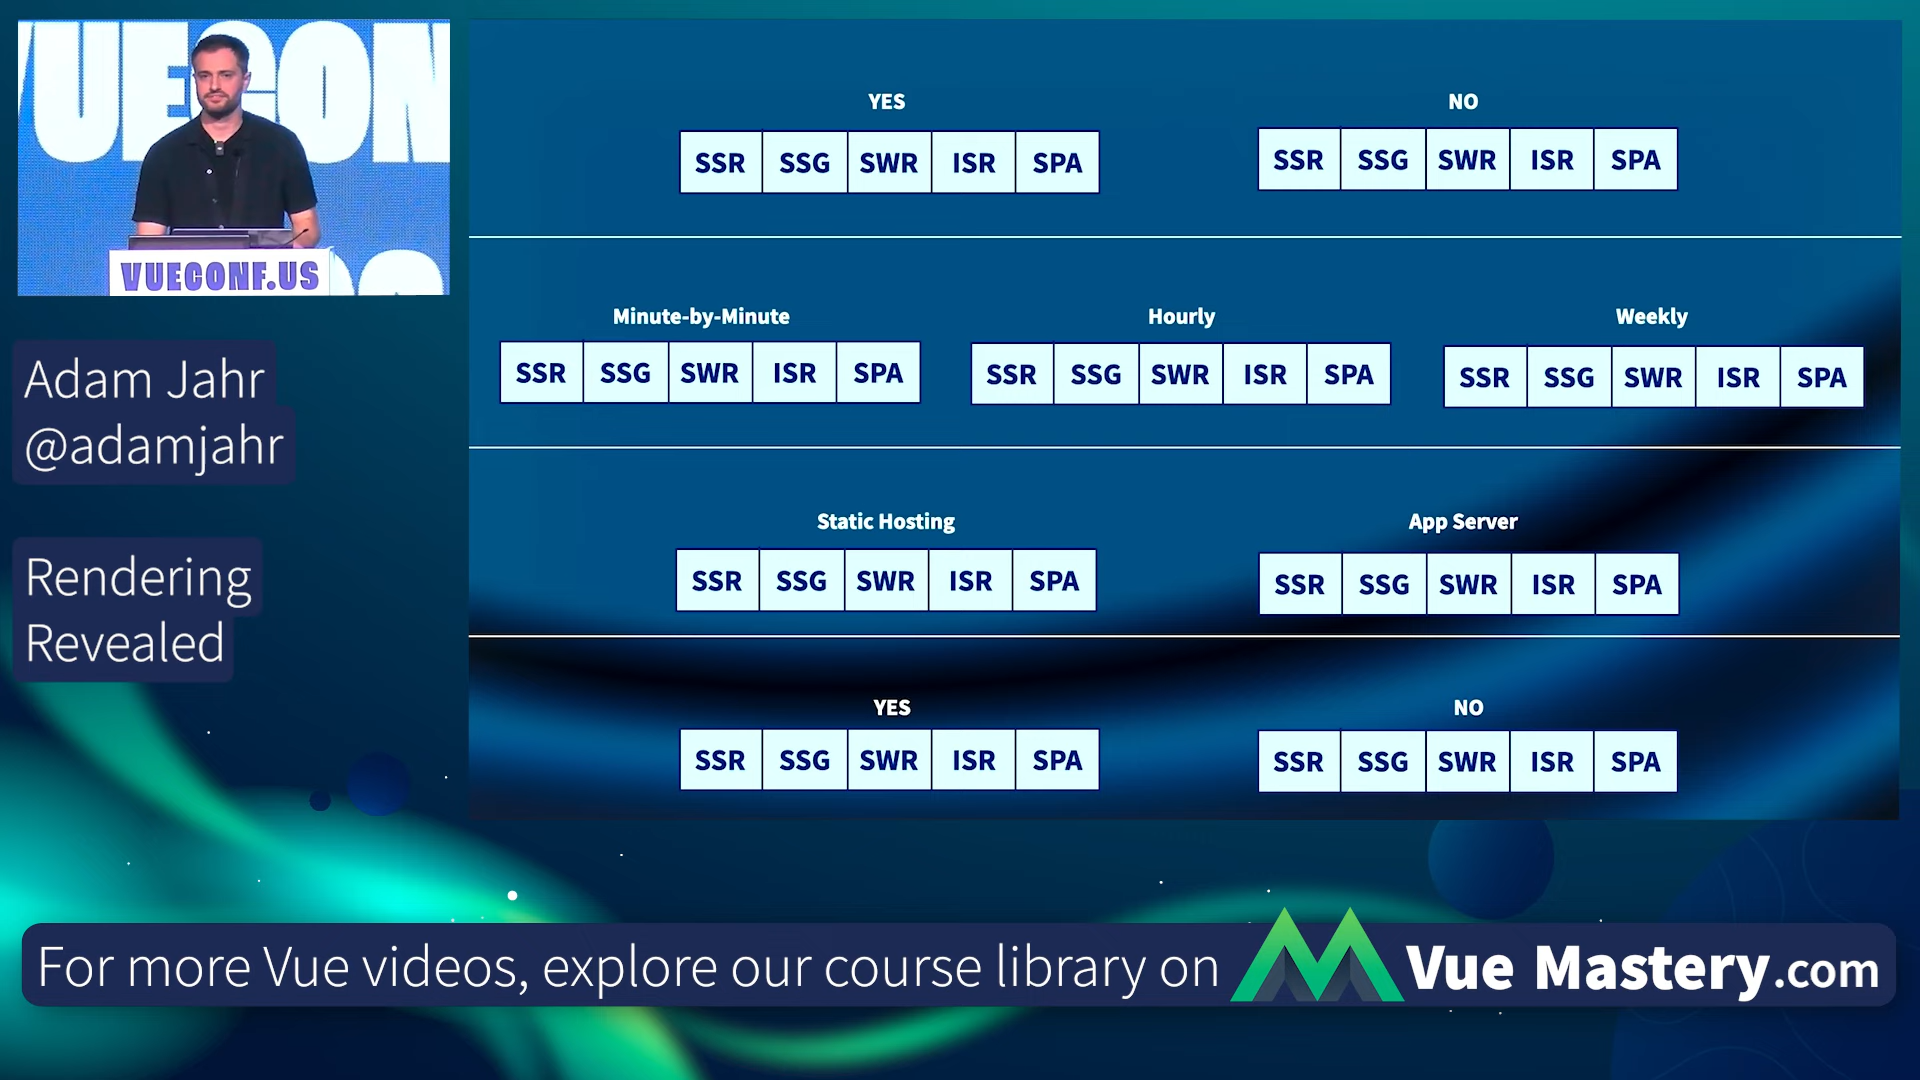 VUECON
VUECONF.US
Adam Jahr
@adamjahr
Rendering
Revealed
YES
SSR SSG SWR ISR SPA
NO
SSR SSG SWR ISR SPA
Minute-by-Minute
SSR SSG SWR ISR SPA
Hourly
SSR SSG SWR ISR SPA
Weekly
SSR SSG SWR ISR SPA
Static Hosting
SSR SSG SWR ISR SPA
App Server
SSR SSG SWR ISR SPA
YES
SSR SSG SWR ISR SPA
NO
SSR SSG SWR ISR SPA
For more Vue videos, explore our course library on Vue Mastery.com